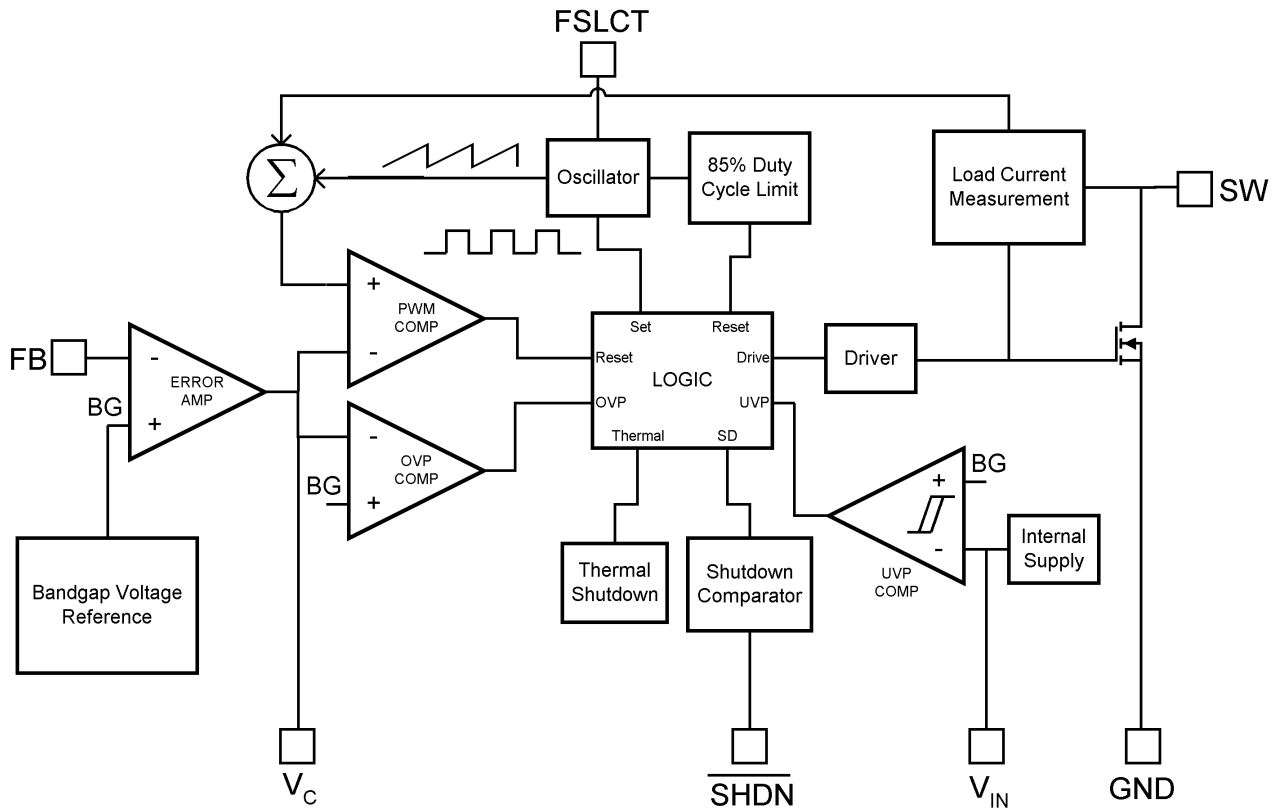 FSLCT
Σ
Oscillator
85% Duty
Cycle Limit
Load Current
Measurement
SW
+
PWM
COMP
-
Set
Reset
Reset
Drive
LOGIC
OVP
UVP
Thermal
SD
Driver
FB
-
ERROR
AMP
BG
+
-
OVP
COMP
BG
+
BG
+
-
UVP
COMP
Internal
Supply
Bandgap Voltage
Reference
Thermal
Shutdown
Shutdown
Comparator
VC
SHDN
VIN
GND